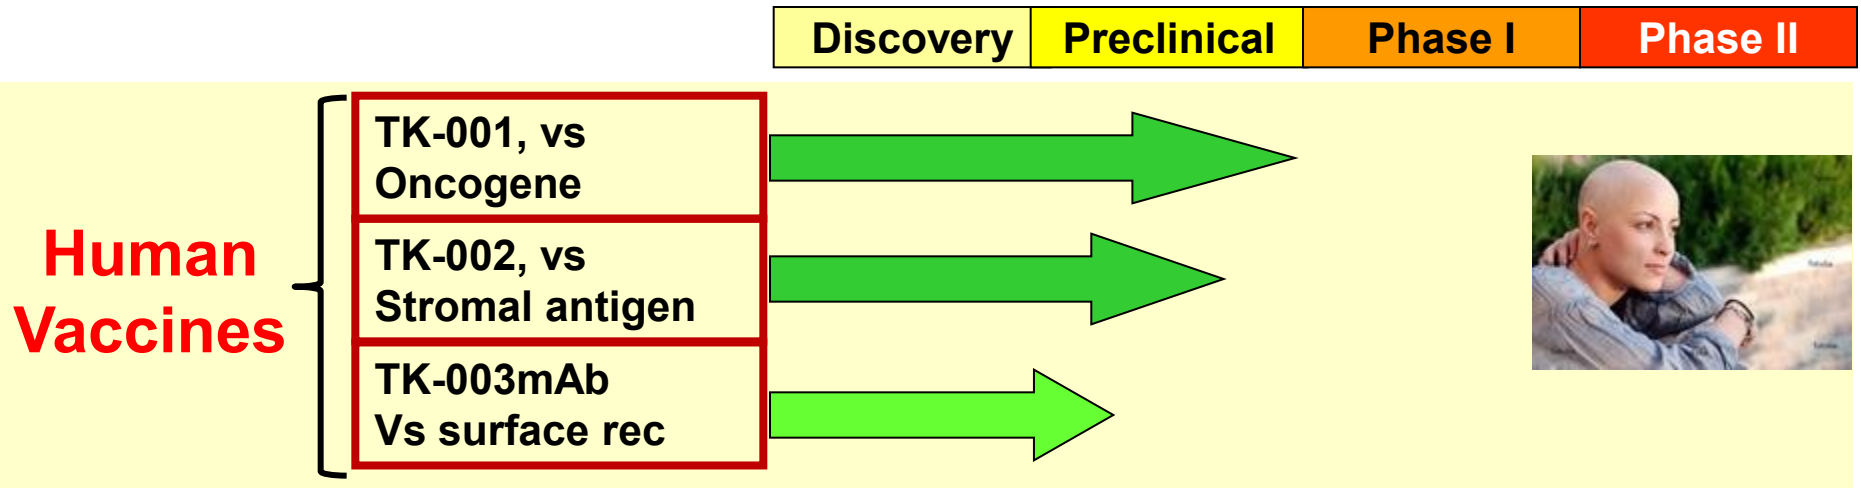 Discovery Preclinical Phase I Phase II
TK-001, vs
Oncogene
Human
Vaccines
TK-002, vs
Stromal antigen
TK-003mAb
Vs surface rec